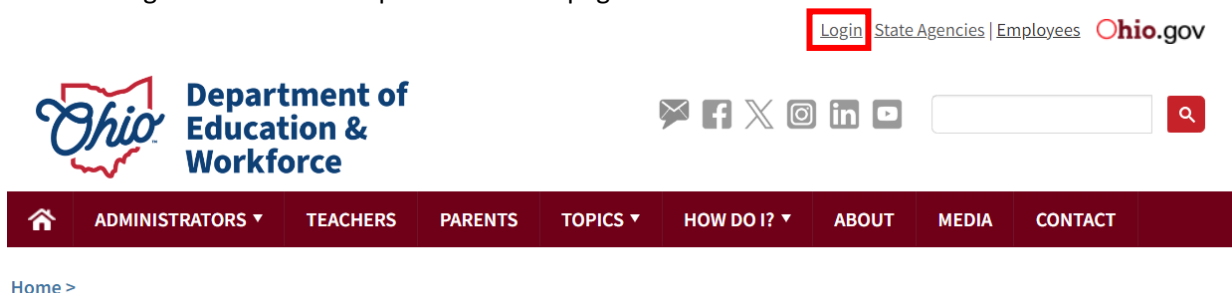 Login State Agencies | Employees Ohio.gov
Ohio Department of
Education &
Workforce
ADMINISTRATORS ▼ TEACHERS PARENTS TOPICS ▼ HOW DO I? ▼ ABOUT MEDIA CONTACT
Home >